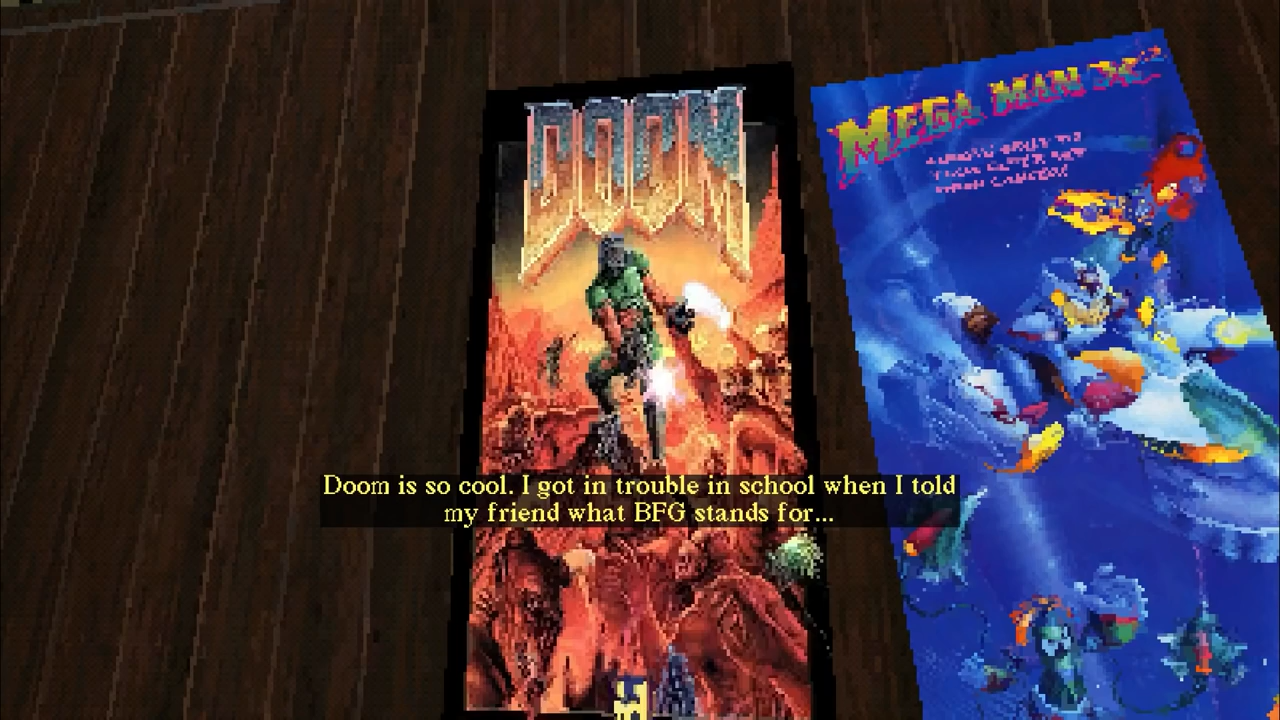 DOOM
MEGA MAN X
Doom is so cool. I got in trouble in school when I told
my friend what BFG stands for...